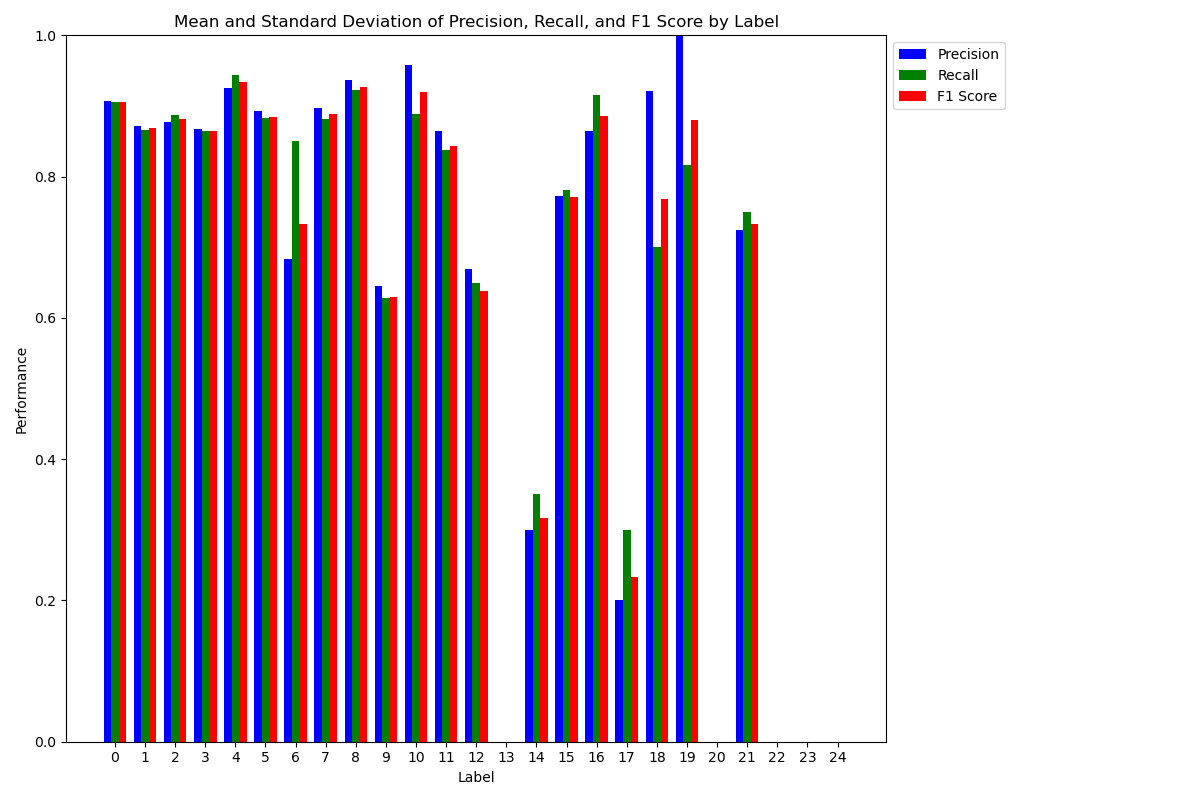 Mean and Standard Deviation of Precision, Recall, and F1 Score by Label
1.0
0.8
0.6
0.4
0.2
0.0
Performance
0 1 2 3 4 5 6 7 8 9 10 11 12 13 14 15 16 17 18 19 20 21 22 23 24
Label
Precision
Recall
F1 Score